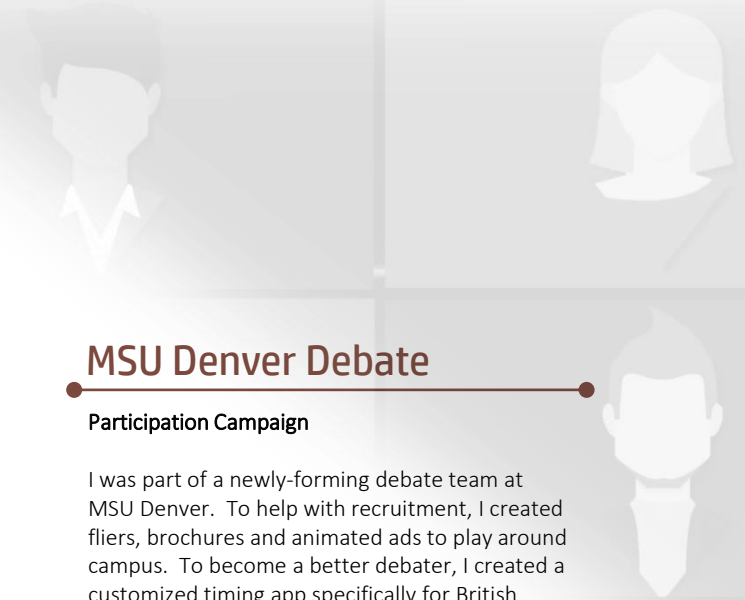 MSU Denver Debate
Participation Campaign
I was part of a newly-forming debate team at
MSU Denver.  To help with recruitment, I created
fliers, brochures and animated ads to play around
campus.  To become a better debater, I created a
customized timing app specifically for British